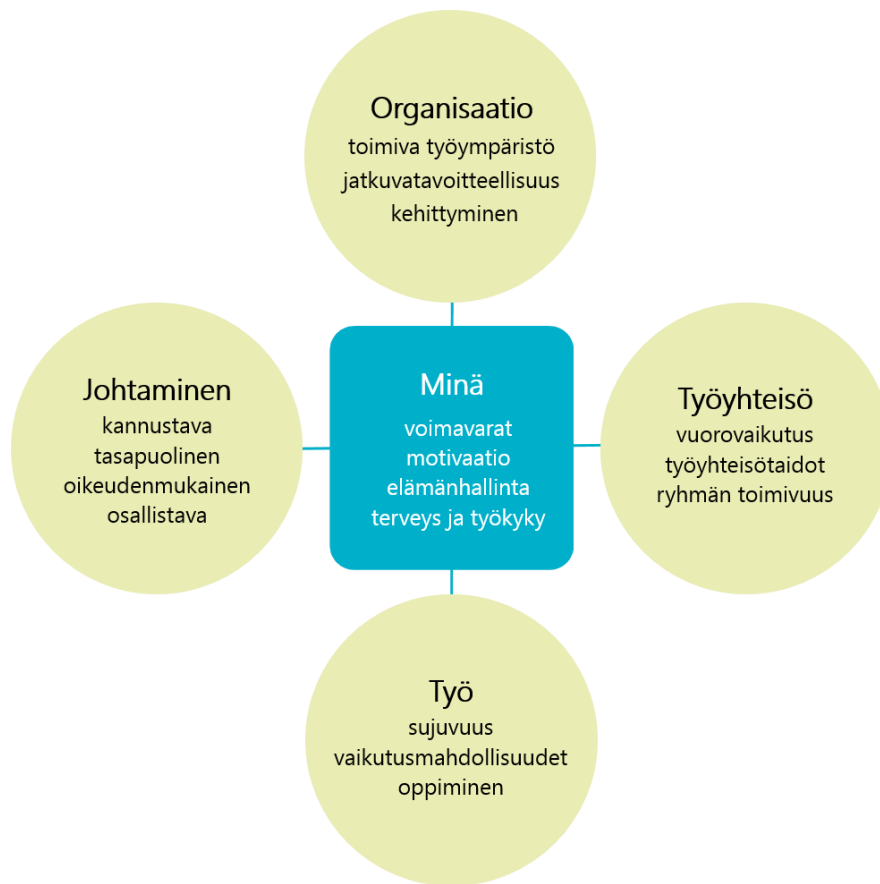 Organisaatio
toimiva työympäristö
jatkuvatavoitteellisuus
kehittyminen
Johtaminen
kannustava
tasapuolinen
oikeudenmukainen
osallistava
Minä
voimavarat
motivaatio
elämänhallinta
terveys ja työkyky
Työyhteisö
vuorovaikutus
työyhteisötaidot
ryhmän toimivuus
Työ
sujuvuus
vaikutusmahdollisuudet
oppiminen